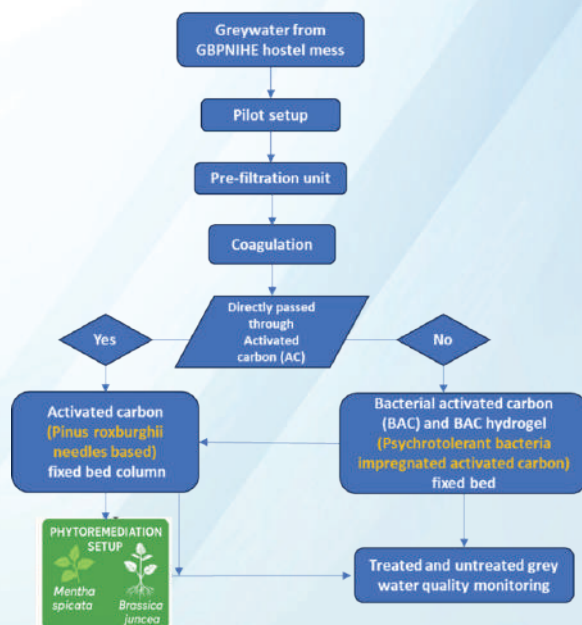 Greywater from
GBPNIHE hostel mess
Pilot setup
Pre-filtration unit
Coagulation
Directly passed
through
Activated
carbon (AC)
Yes
No
Activated carbon
(Pinus roxburghii
needles based)
fixed bed column
Bacterial activated carbon
(BAC) and BAC hydrogel
(Psychrotolerant bacteria
impregnated activated carbon)
fixed bed
PHYTOREMEDIATION
SETUP
Mentha
spicata
Brassica
juncea
Treated and untreated grey
water quality monitoring